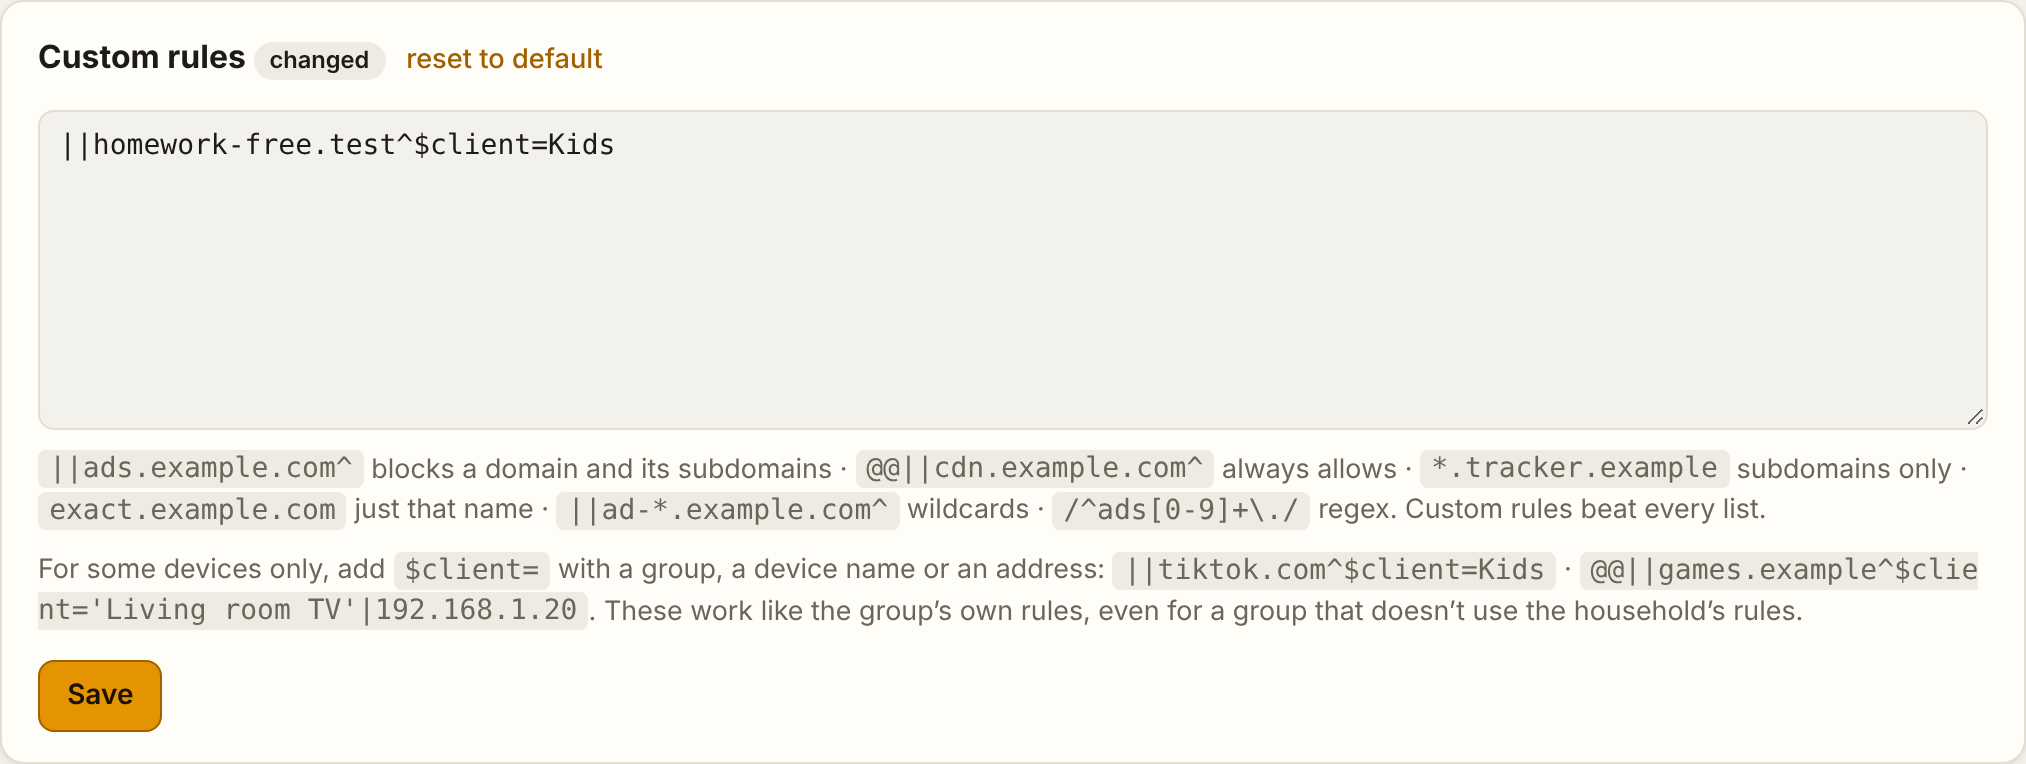 Custom rules changed reset to default
||homework-free.test^$client=Kids
||ads.example.com^ blocks a domain and its subdomains · @@||cdn.example.com^ always allows · *.tracker.example subdomains only ·
exact.example.com just that name · ||ad-*.example.com^ wildcards · /^ads[0-9]+\./ regex. Custom rules beat every list.
For some devices only, add $client= with a group, a device name or an address: ||tiktok.com^$client=Kids · @@||games.example^$clie
nt='Living room TV'|192.168.1.20. These work like the group’s own rules, even for a group that doesn’t use the household’s rules.
Save